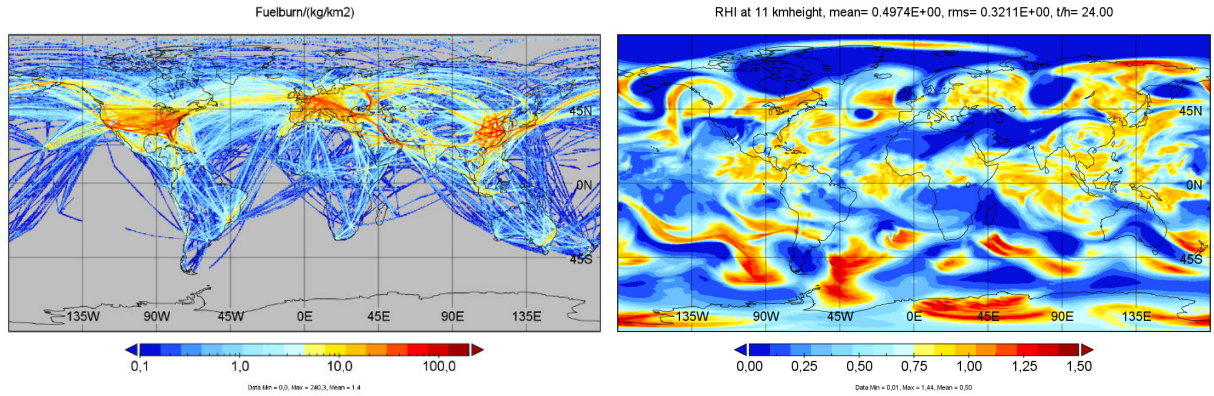 Fuelburn/(kg/km2)
45N
0N
45S
135W 90W 45W 0E 45E 90E 135E
0,1 1,0 10,0 100,0
Data Min = 0,0, Max = 240,3, Mean = 1.4
RHI at 11 kmheight, mean= 0.4974E+00, rms= 0.3211E+00, t/h= 24.00
45N
0N
45S
135W 90W 45W 0E 45E 90E 135E
0,00 0,25 0,50 0,75 1,00 1,25 1,50
Data Min = 0,01, Max = 1,44, Mean = 0,50